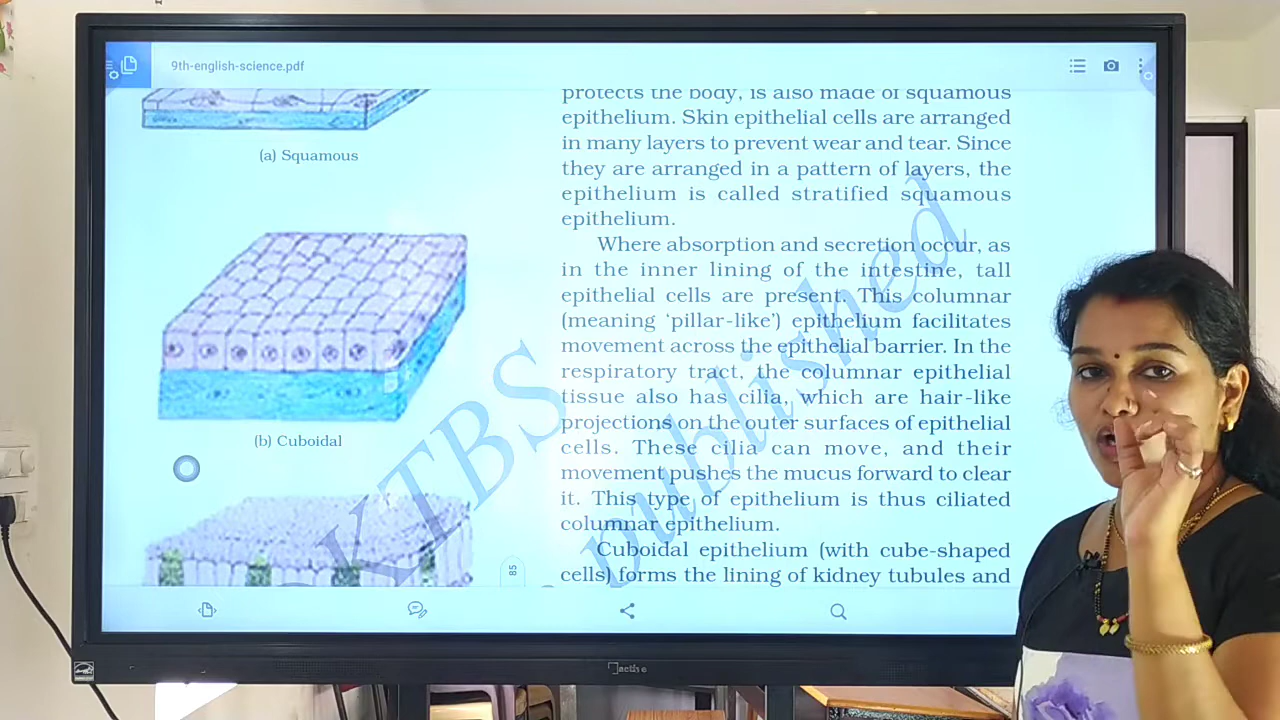 9th-english-science.pdf
protects the body, is also made of squamous
epithelium. Skin epithelial cells are arranged
in many layers to prevent wear and tear. Since
they are arranged in a pattern of layers, the
epithelium is called stratified squamous
epithelium.
Where absorption and secretion occur, as
in the inner lining of the intestine, tall
epithelial cells are present. This columnar
(meaning ‘pillar-like’) epithelium facilitates
movement across the epithelial barrier. In the
respiratory tract, the columnar epithelial
tissue also has cilia, which are hair-like
projections on the outer surfaces of epithelial
cells. These cilia can move, and their
movement pushes the mucus forward to clear
it. This type of epithelium is thus ciliated
columnar epithelium.
Cuboidal epithelium (with cube-shaped
cells) forms the lining of kidney tubules and
(a) Squamous
(b) Cuboidal
85
KTBS
published